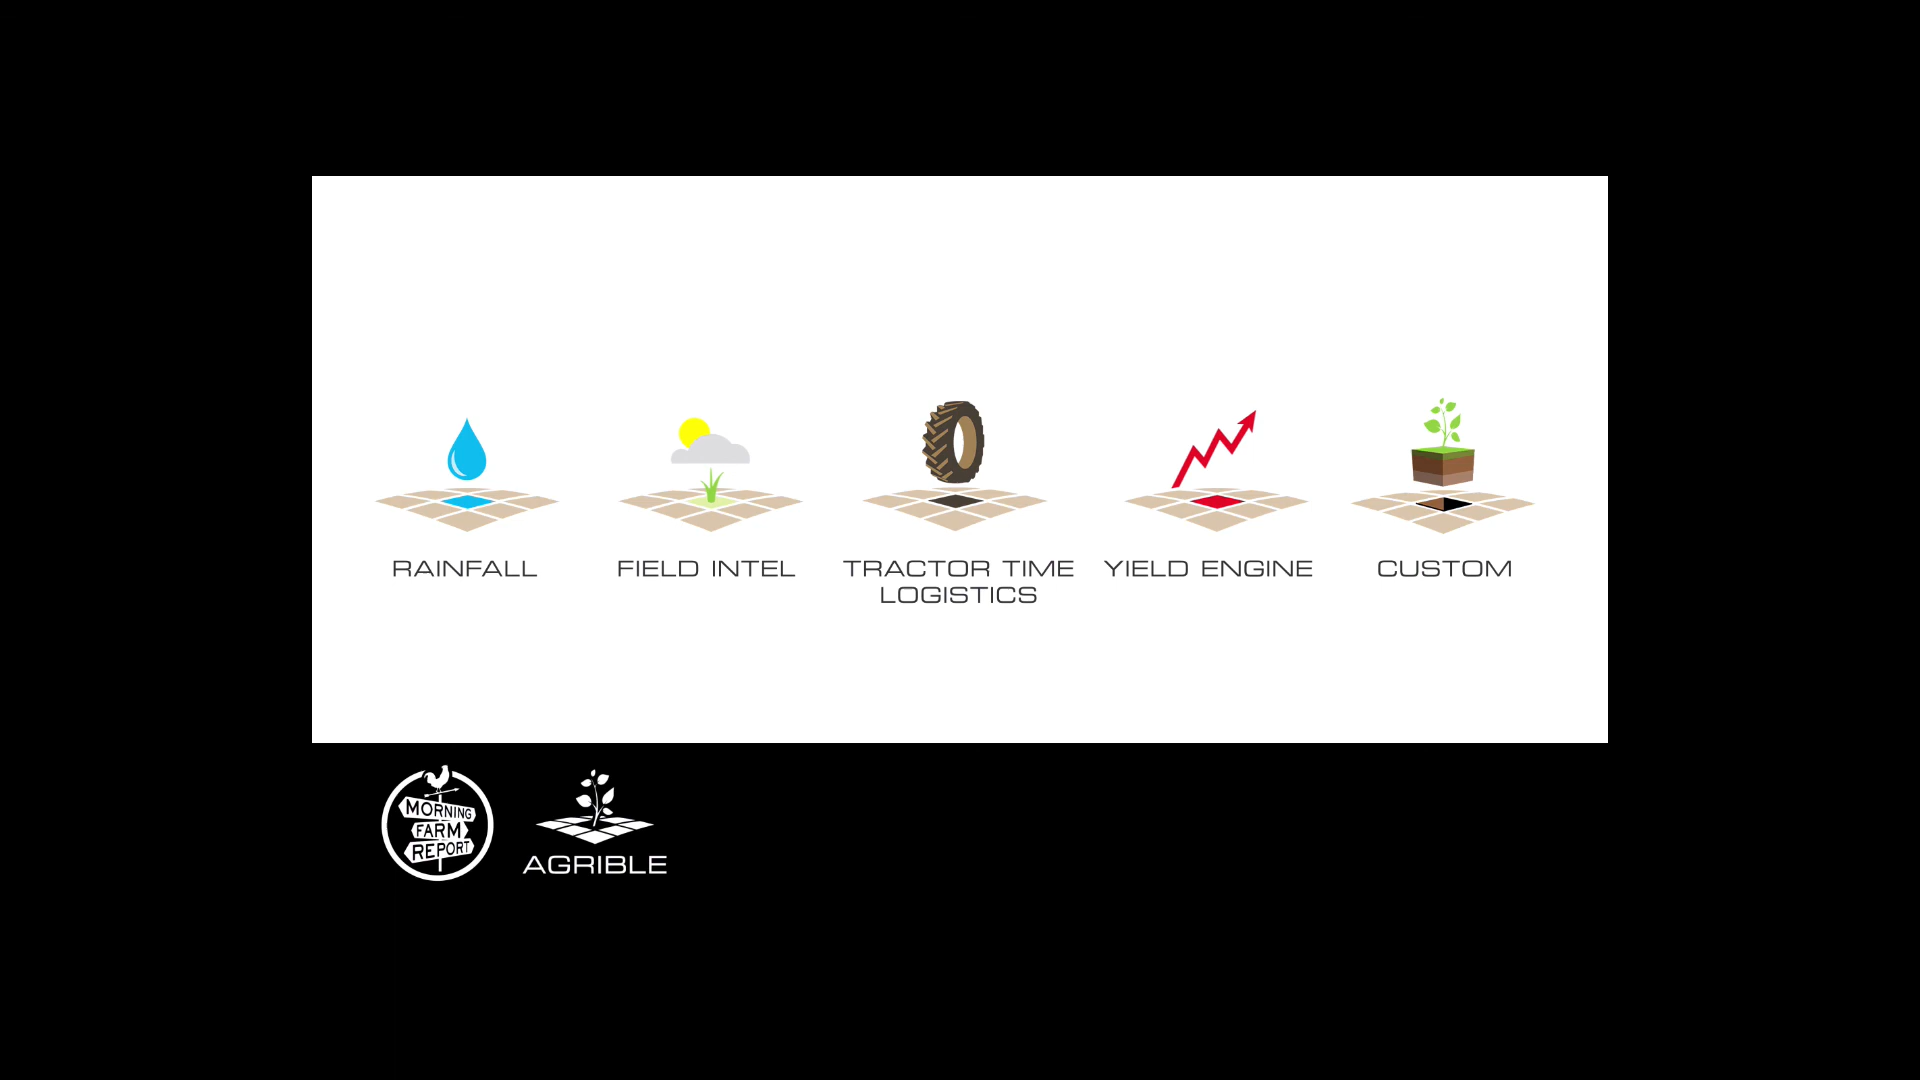 RAINFALL
FIELD INTEL
TRACTOR TIME
LOGISTICS
YIELD ENGINE
CUSTOM
MORNING
FARM
REPORT
AGRIBLE